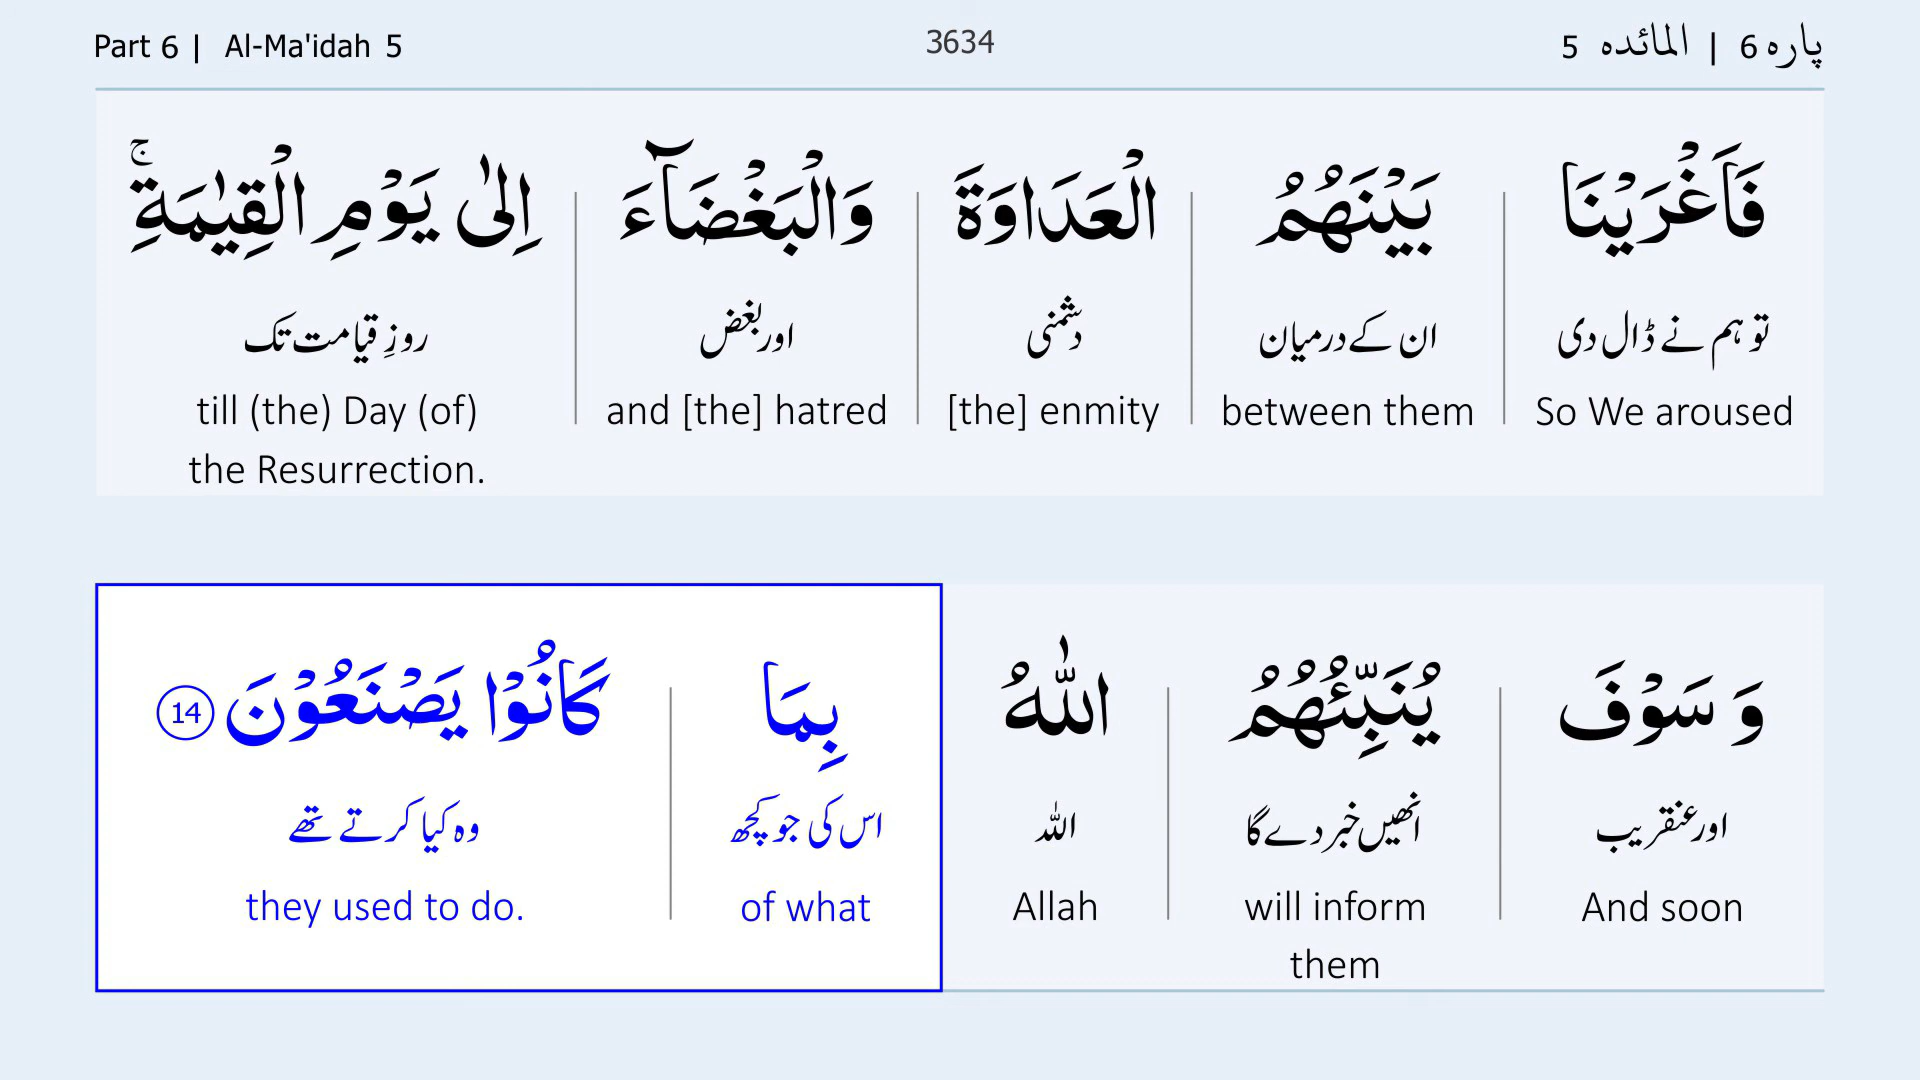 Part 6 | Al-Ma'idah 5
3634
پارہ 6 | المائدہ 5
فَاَغْرَيْنَا بَيْنَهُمُ الْعَدَاوَةَ وَالْبَغْضَآءَ اِلٰى يَوْمِ الْقِيٰمَةِ ۚ
تو ہم نے ڈال دی ان کے درمیان دشمنی اور بغض روزِ قیامت تک
So We aroused between them [the] enmity and [the] hatred till (the) Day (of)
the Resurrection.
وَ سَوْفَ يُنَبِّئُهُمُ اللّٰهُ بِمَا كَانُوْا يَصْنَعُوْنَ 14
اور عنقریب انھیں خبر دے گا اللہ اس کی جو کچھ وہ کیا کرتے تھے
And soon will inform Allah of what they used to do.
them